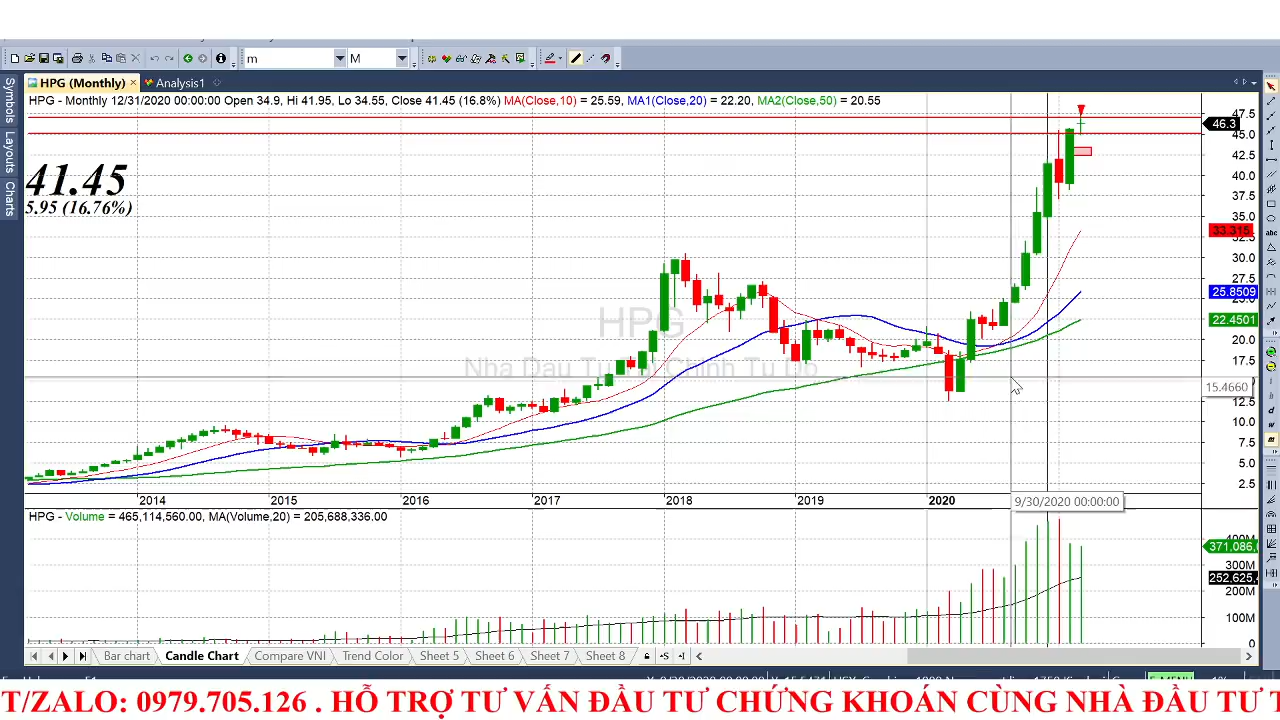 m
M
HPG (Monthly)
Analysis1
Symbols
Layouts
Charts
HPG - Monthly 12/31/2020 00:00:00 Open 34.9, Hi 41.95, Lo 34.55, Close 41.45 (16.8%) MA(Close,10) = 25.59, MA1(Close,20) = 22.20, MA2(Close,50) = 20.55
41.45
5.95 (16.76%)
47.5
46.3
45.0
42.5
40.0
37.5
35.0
33.315
32.5
30.0
27.5
25.8509
22.4501
20.0
17.5
15.4660
12.5
10.0
7.5
5.0
2.5
HPG
Nha Dau Tu Tai Chinh Tu Do
2014
2015
2016
2017
2018
2019
2020
9/30/2020 00:00:00
HPG - Volume = 465,114,560.00, MA(Volume,20) = 205,688,336.00
371,086,
300M
252,625,
200M
100M
0
Bar chart
Candle Chart
Compare VNI
Trend Color
Sheet 5
Sheet 6
Sheet 7
Sheet 8
T/ZALO: 0979.705.126 . HỖ TRỢ TƯ VẤN ĐẦU TƯ CHỨNG KHOÁN CÙNG NHÀ ĐẦU TƯ T